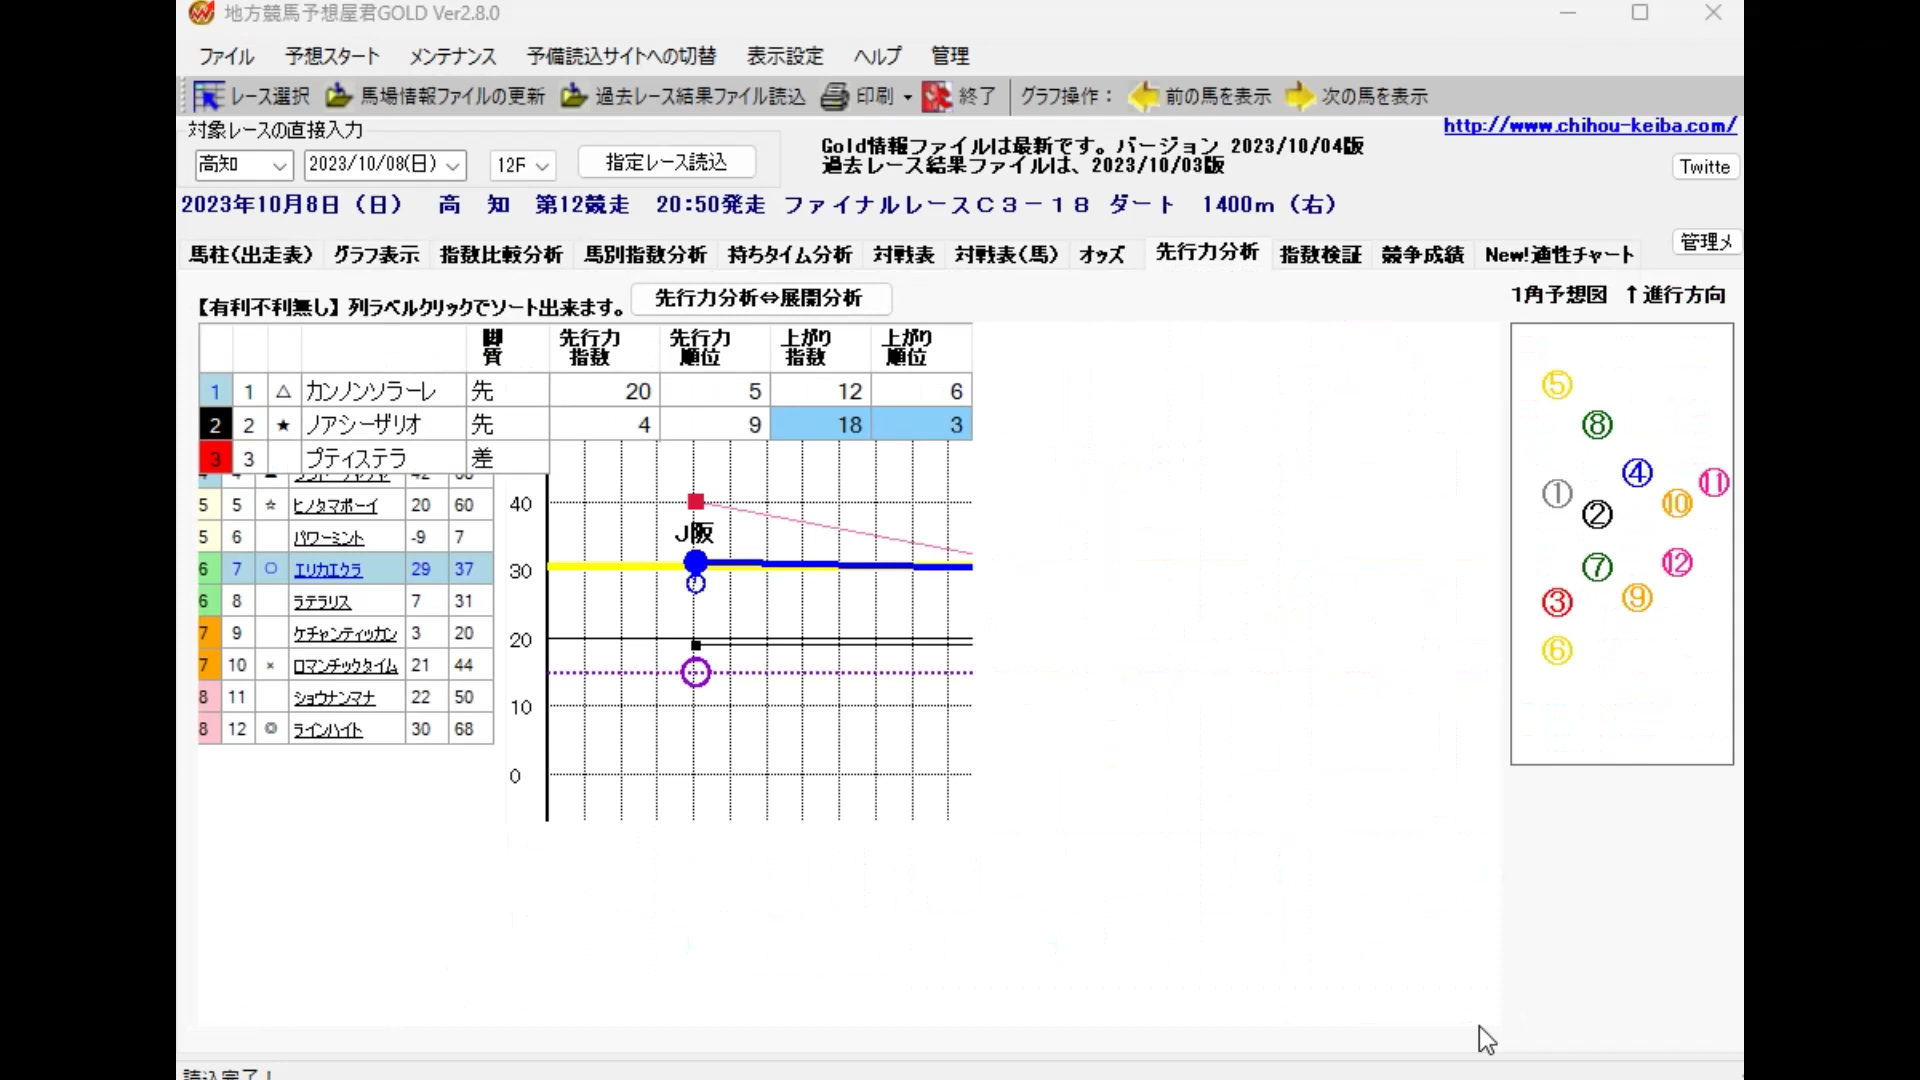 地方競馬予想屋君GOLD Ver2.8.0
ファイル 予想スタート メンテナンス 予備読込サイトへの切替 表示設定 ヘルプ 管理
レース選択 馬場情報ファイルの更新 過去レース結果ファイル読込 印刷 終了 グラフ操作： 前の馬を表示 次の馬を表示
対象レースの直接入力
http://www.chihou-keiba.com/
高知 2023/10/08(日) 12R 指定レース読込
Gold情報ファイルは最新です。バージョン 2023/10/04版
過去レース結果ファイルは、2023/10/03版
Twitte
2023年10月8日（日） 高 知 第12競走 20:50発走 ファイナルレースＣ３－１８ ダート 1400m（右）
管理メ
馬柱(出走表) グラフ表示 指数比較分析 馬別指数分析 持ちタイム分析 対戦表 対戦表(馬) オッズ 先行力分析 指数検証 競争成績 New!適性チャート
【有利不利無し】列ラベルクリックでソート出来ます。 先行力分析⇔展開分析
1角予想図 ↑進行方向
脚質 先行力指数 先行力順位 上がり指数 上がり順位
1 1 △ カンノンソラーレ 先 20 5 12 6
2 2 ★ ノアシーザリオ 先 4 9 18 3
3 3 プティステラ 差
5 5 ☆ ヒノタマボーイ 20 60
5 6 パワーミント -9 7
6 7 ○ エリカエクラ 29 37
6 8 ラテラリス 7 31
7 9 ケチャンティッカン 3 20
7 10 × ロマンチックタイム 21 44
8 11 ショウナンマナ 22 50
8 12 ◎ ラインハイト 30 68
40
J阪
30
20
10
0
⑤
⑧
④
⑪
①
⑩
②
⑦
⑫
③
⑨
⑥
読込完了！